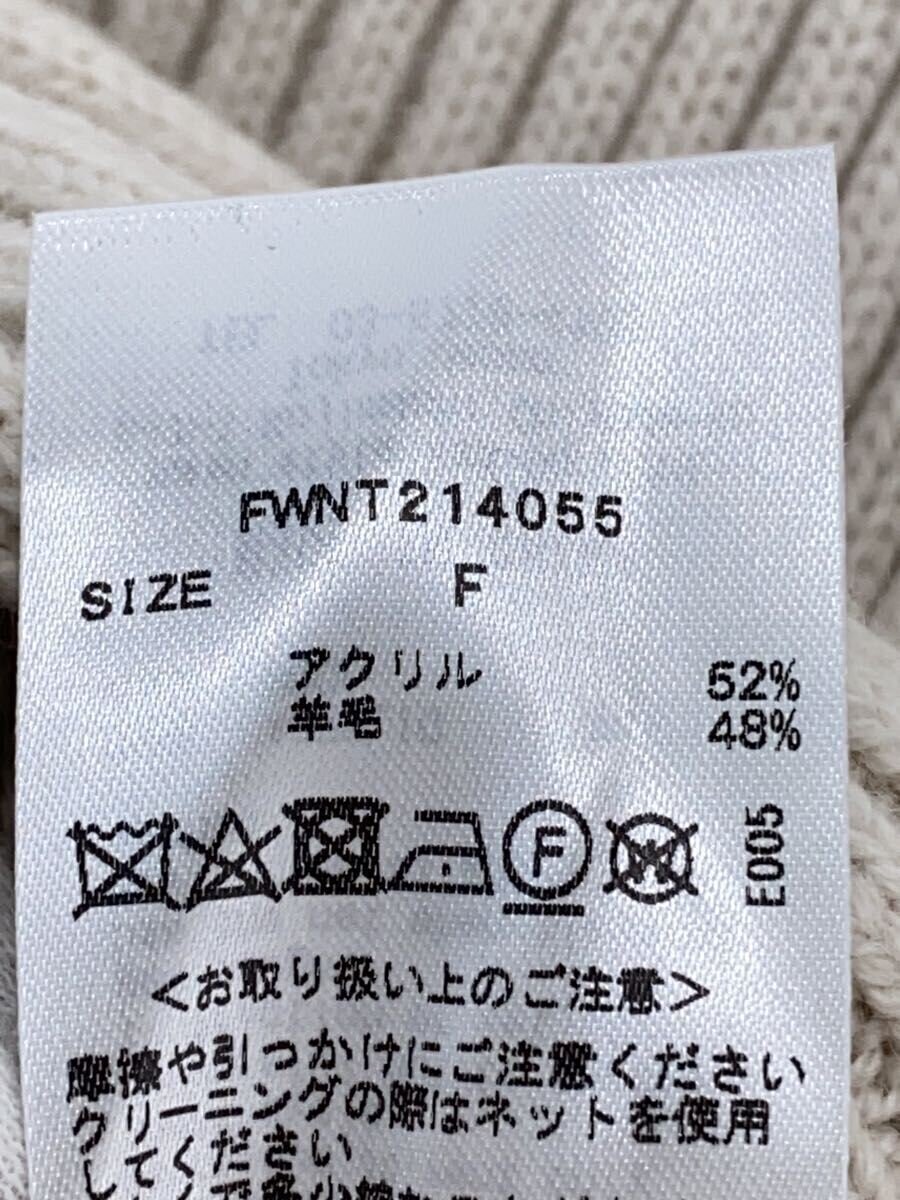 FWNT214055
SIZE F
アクリル 52%
羊毛 48%
F
W
E005
<お取り扱い上のご注意>
摩擦や引っかけにご注意ください
クリーニングの際はネットを使用
してください